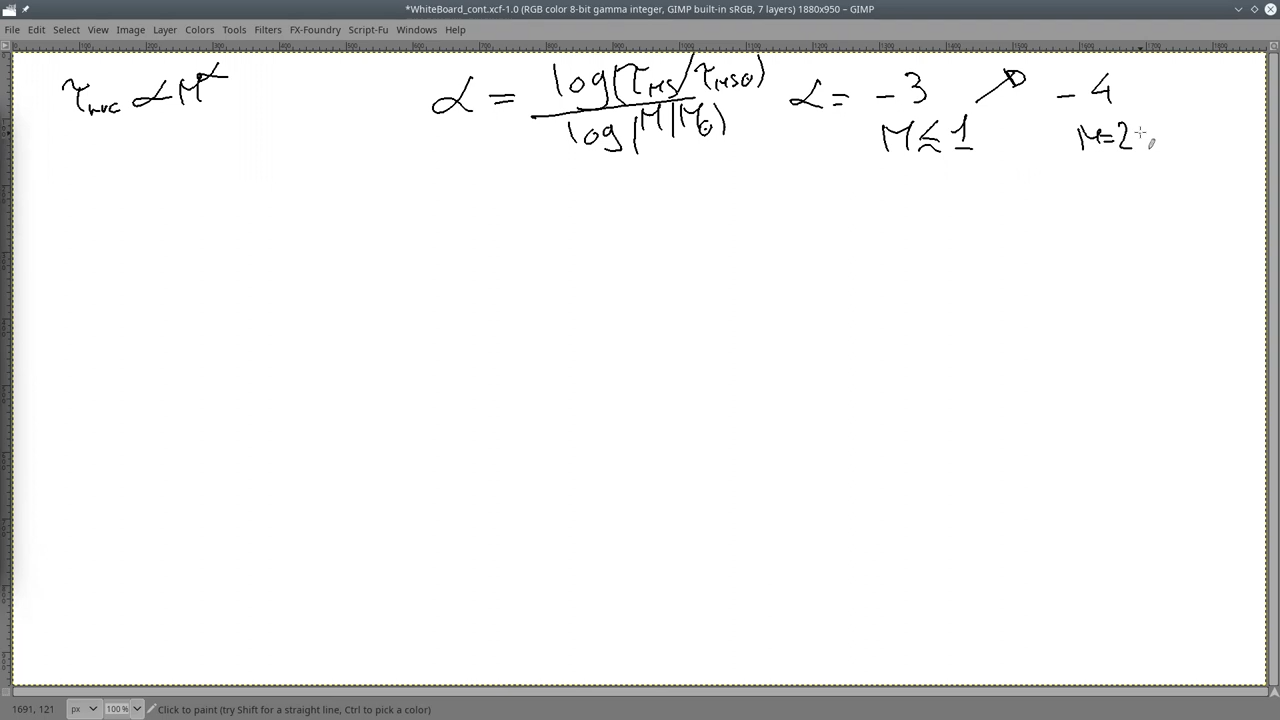 *WhiteBoard_cont.xcf-1.0 (RGB color 8-bit gamma integer, GIMP built-in sRGB, 7 layers) 1880x950 – GIMP
File Edit Select View Image Layer Colors Tools Filters FX-Foundry Script-Fu Windows Help
τnuc ∝ M^α
α = log(τMS/τMS⊙) / log(M/M⊙)
α = -3 ↗ -4
M ≲ 1 M=2
1691, 121 px 100% Click to paint (try Shift for a straight line, Ctrl to pick a color)